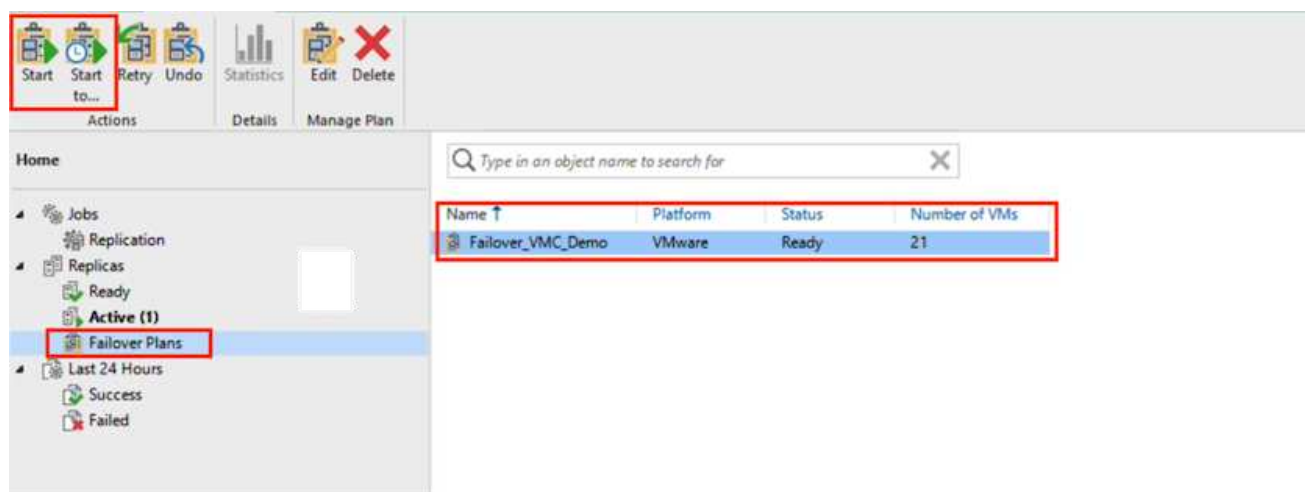 Start Start to... Retry Undo Statistics Edit Delete
Actions Details Manage Plan
Home
Type in an object name to search for
Jobs
Replication
Replicas
Ready
Active (1)
Failover Plans
Last 24 Hours
Success
Failed
Name Platform Status Number of VMs
Failover_VMC_Demo VMware Ready 21